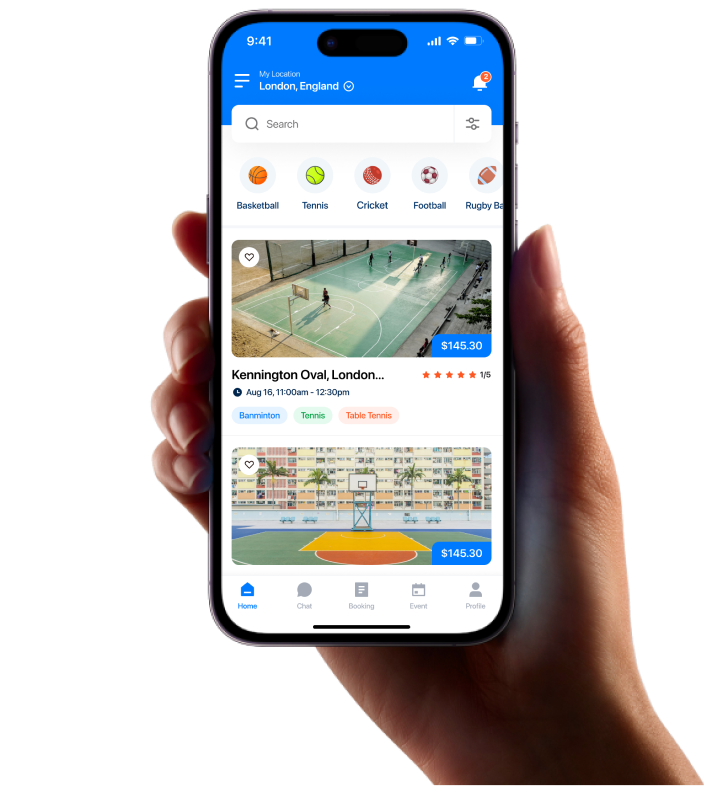 9:41
My Location
London, England
2
Search
Basketball Tennis Cricket Football Rugby Ba
$145.30
Kennington Oval, London... 1/5
Aug 16, 11:00am - 12:30pm
Banminton Tennis Table Tennis
$145.30
Home Chat Booking Event Profile